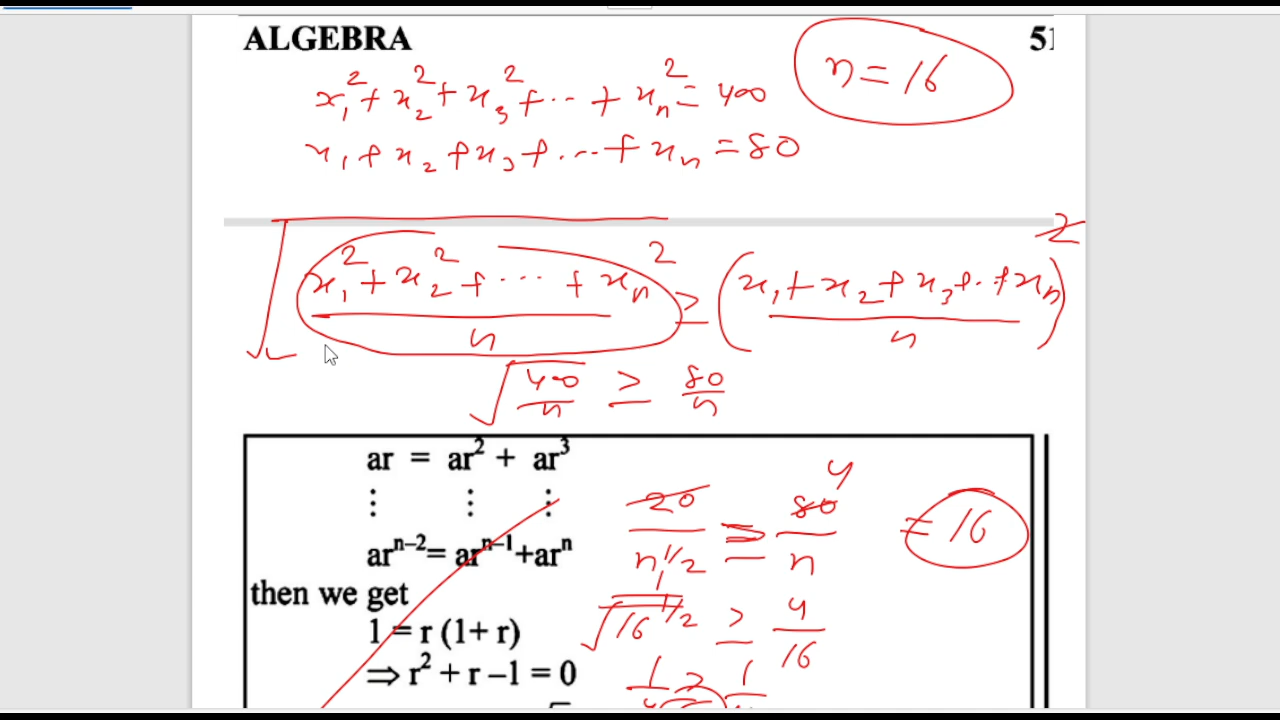 ALGEBRA 51
x₁² + x₂² + x₃² + ... + xₙ² = 400
n = 16
x₁ + x₂ + x₃ + ... + xₙ = 80
√((x₁² + x₂² + ... + xₙ²)/n) ≥ ((x₁ + x₂ + x₃ + ... + xₙ)/n)²
√(400/n) ≥ 80/n
ar = ar² + ar³
⋮ ⋮ ⋮
20/n^1/2 ≥ 80/n 4 = 16
arⁿ⁻² = arⁿ⁻¹ + arⁿ
then we get
1 = r (1+ r)
1/√16^1/2 ≥ 4/16
⇒ r² + r – 1 = 0